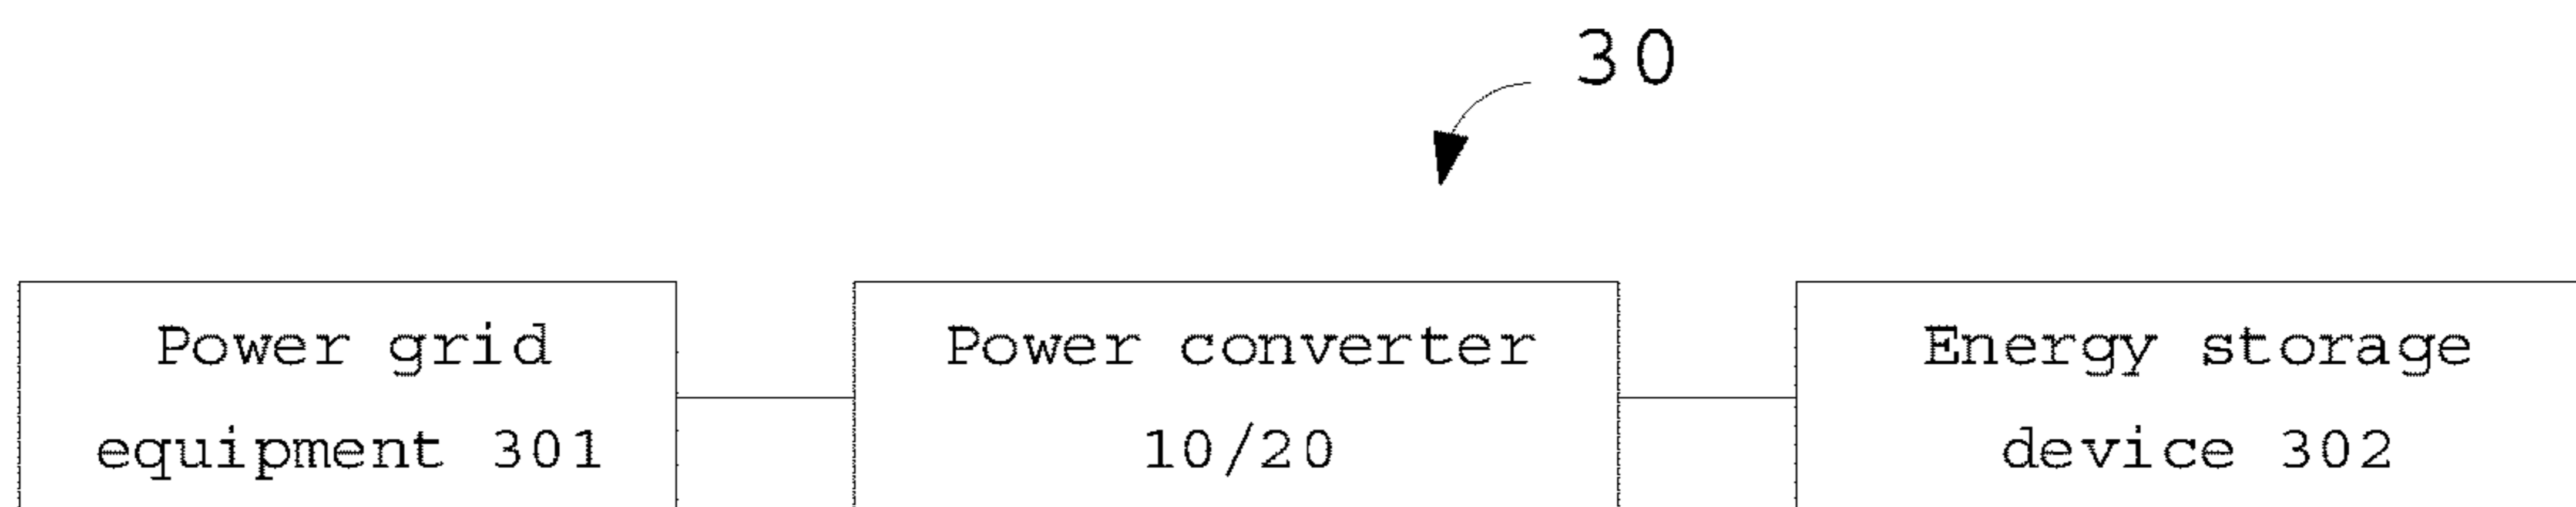 30
Power grid
equipment 301
Power converter
10/20
Energy storage
device 302